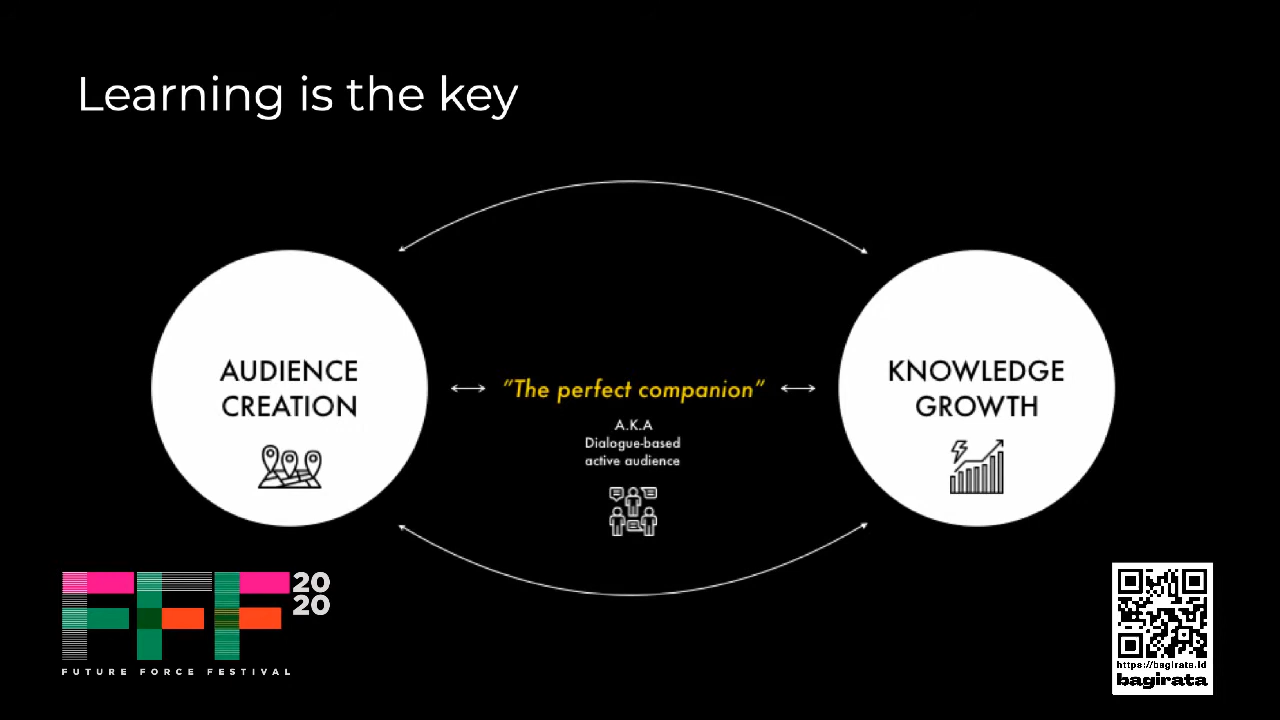 Learning is the key
AUDIENCE
CREATION
"The perfect companion"
A.K.A
Dialogue-based
active audience
KNOWLEDGE
GROWTH
FFF
20
20
FUTURE FORCE FESTIVAL
https://bagirata.id
bagirata